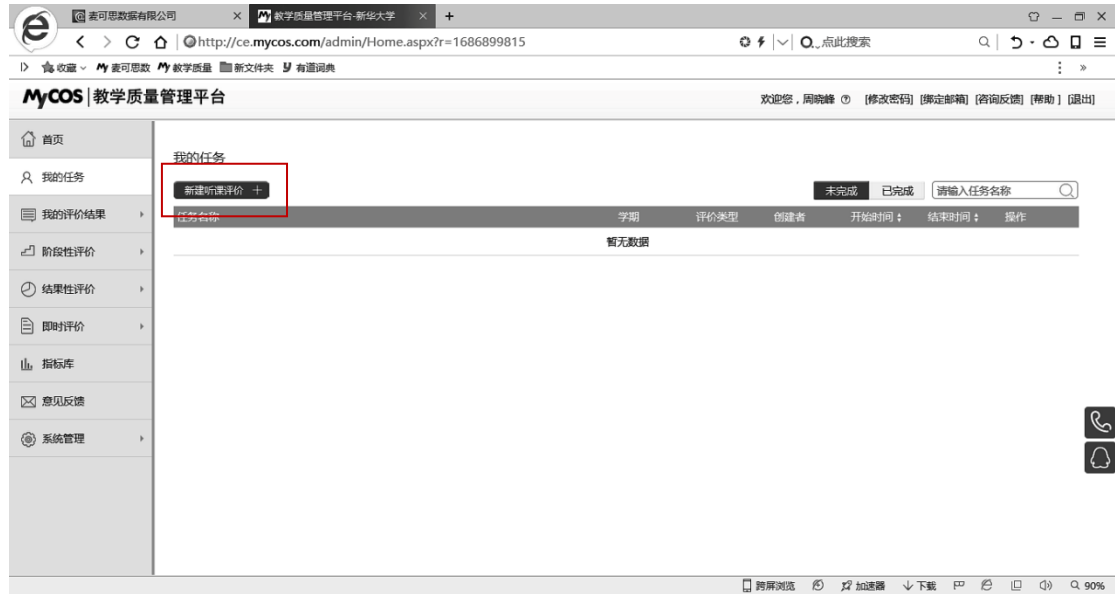 麦可思数据有限公司 教学质量管理平台-新华大学
http://ce.mycos.com/admin/Home.aspx?r=1686899815 点此搜索
收藏 麦可思数 教学质量 新文件夹 有道词典
MyCOS 教学质量管理平台 欢迎您，周晓峰 [修改密码] [绑定邮箱] [咨询反馈] [帮助] [退出]
首页
我的任务
我的评价结果
阶段性评价
结果性评价
即时评价
指标库
意见反馈
系统管理
我的任务
新建听课评价 + 未完成 已完成 请输入任务名称
任务名称 学期 评价类型 创建者 开始时间 结束时间 操作
暂无数据
跨屏浏览 加速器 下载 90%